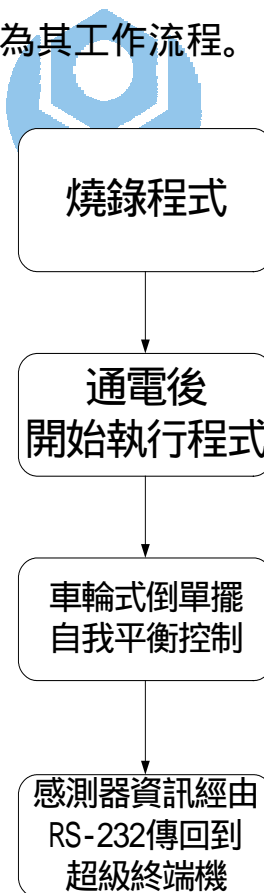 為其工作流程。
燒錄程式
通電後
開始執行程式
車輪式倒單擺
自我平衡控制
感測器資訊經由
RS-232傳回到
超級終端機